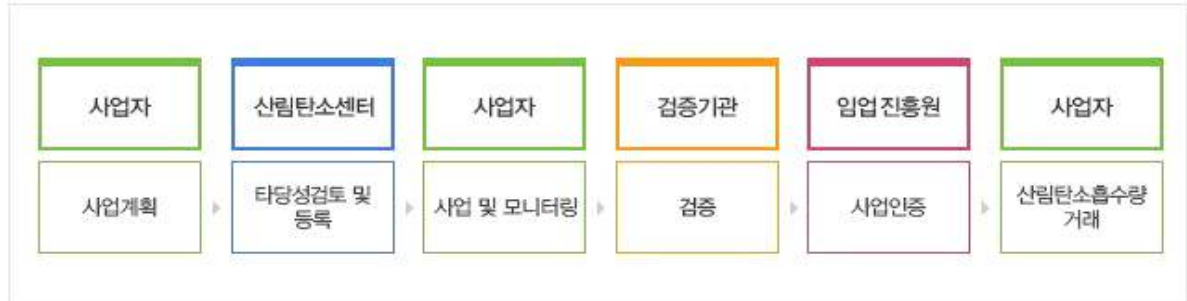 사업자
산림탄소센터
사업자
검증기관
임업진흥원
사업자
사업계획
타당성검토 및
등록
사업 및 모니터링
검증
사업인증
산림탄소흡수량
거래